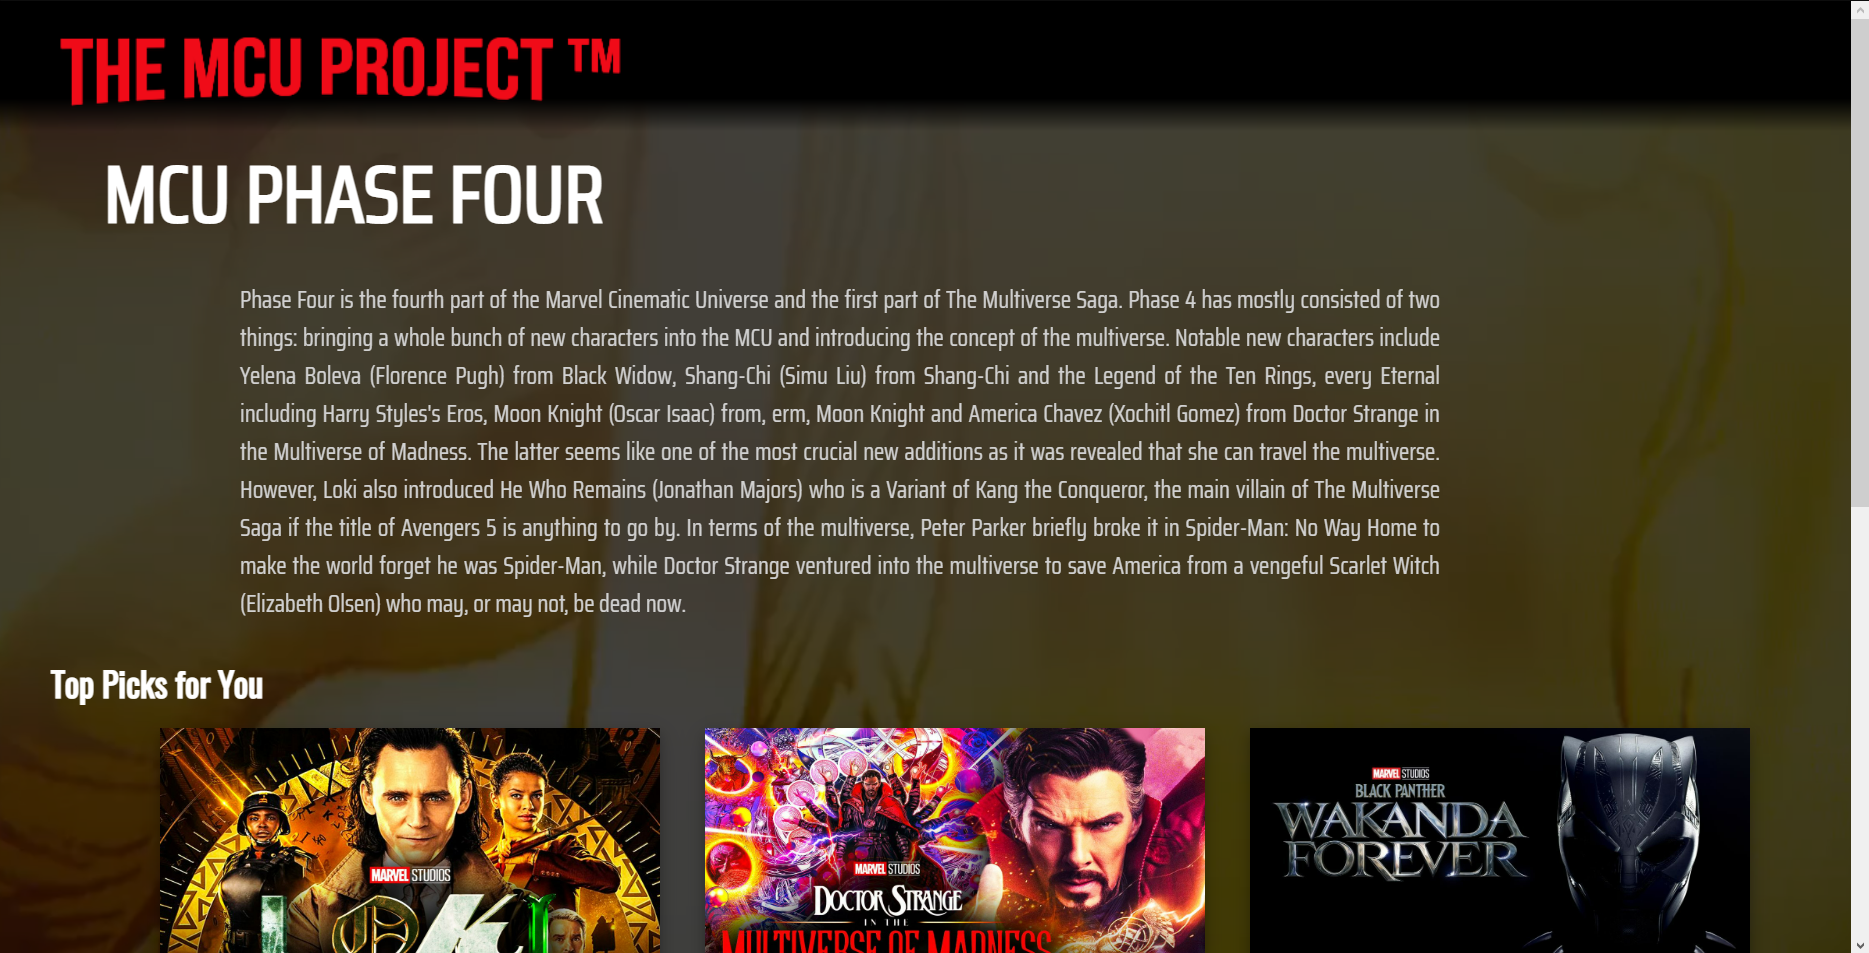 THE MCU PROJECT ™
MCU PHASE FOUR
Phase Four is the fourth part of the Marvel Cinematic Universe and the first part of The Multiverse Saga. Phase 4 has mostly consisted of two
things: bringing a whole bunch of new characters into the MCU and introducing the concept of the multiverse. Notable new characters include
Yelena Boleva (Florence Pugh) from Black Widow, Shang-Chi (Simu Liu) from Shang-Chi and the Legend of the Ten Rings, every Eternal
including Harry Styles's Eros, Moon Knight (Oscar Isaac) from, erm, Moon Knight and America Chavez (Xochitl Gomez) from Doctor Strange in
the Multiverse of Madness. The latter seems like one of the most crucial new additions as it was revealed that she can travel the multiverse.
However, Loki also introduced He Who Remains (Jonathan Majors) who is a Variant of Kang the Conqueror, the main villain of The Multiverse
Saga if the title of Avengers 5 is anything to go by. In terms of the multiverse, Peter Parker briefly broke it in Spider-Man: No Way Home to
make the world forget he was Spider-Man, while Doctor Strange ventured into the multiverse to save America from a vengeful Scarlet Witch
(Elizabeth Olsen) who may, or may not, be dead now.
Top Picks for You
MARVEL STUDIOS
LOKI
MARVEL STUDIOS
DOCTOR STRANGE
IN THE
MULTIVERSE OF MADNESS
MARVEL STUDIOS
BLACK PANTHER
WAKANDA
FOREVER